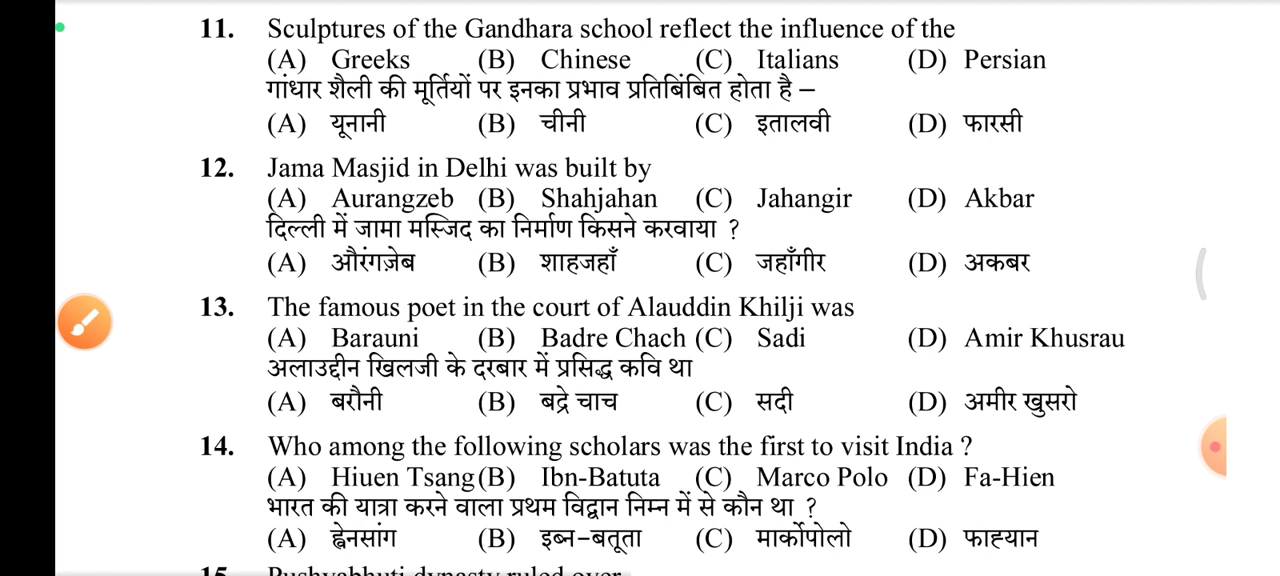 11. Sculptures of the Gandhara school reflect the influence of the
(A) Greeks (B) Chinese (C) Italians (D) Persian
गांधार शैली की मूर्तियों पर इनका प्रभाव प्रतिबिंबित होता है –
(A) यूनानी (B) चीनी (C) इतालवी (D) फारसी
12. Jama Masjid in Delhi was built by
(A) Aurangzeb (B) Shahjahan (C) Jahangir (D) Akbar
दिल्ली में जामा मस्जिद का निर्माण किसने करवाया ?
(A) औरंगज़ेब (B) शाहजहाँ (C) जहाँगीर (D) अकबर
13. The famous poet in the court of Alauddin Khilji was
(A) Barauni (B) Badre Chach (C) Sadi (D) Amir Khusrau
अलाउद्दीन खिलजी के दरबार में प्रसिद्ध कवि था
(A) बरौनी (B) बद्रे चाच (C) सदी (D) अमीर खुसरो
14. Who among the following scholars was the first to visit India ?
(A) Hiuen Tsang (B) Ibn-Batuta (C) Marco Polo (D) Fa-Hien
भारत की यात्रा करने वाला प्रथम विद्वान निम्न में से कौन था ?
(A) ह्वेनसांग (B) इब्न-बतूता (C) मार्कोपोलो (D) फाह्यान
15. Pushyabhuti dynasty ruled over